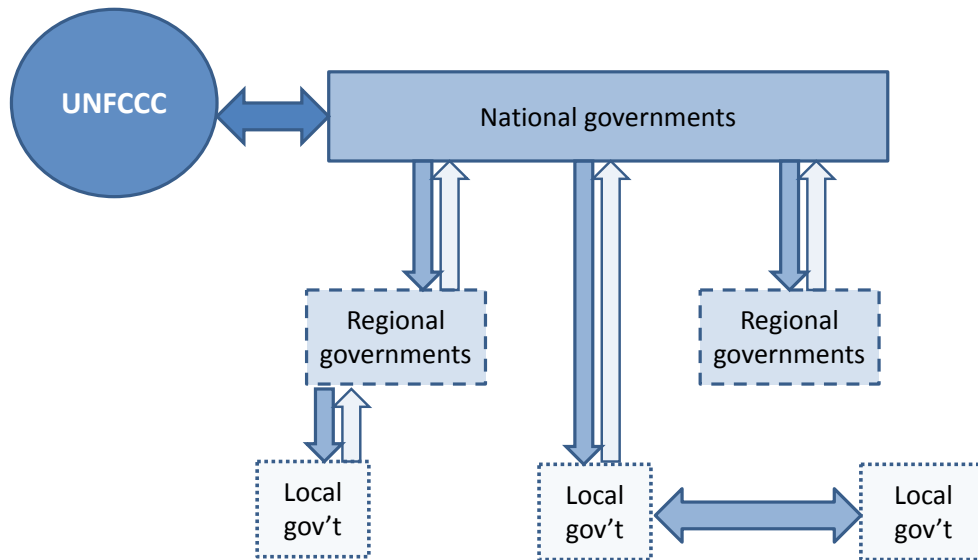 UNFCCC
National governments
Regional
governments
Regional
governments
Local
gov't
Local
gov't
Local
gov't